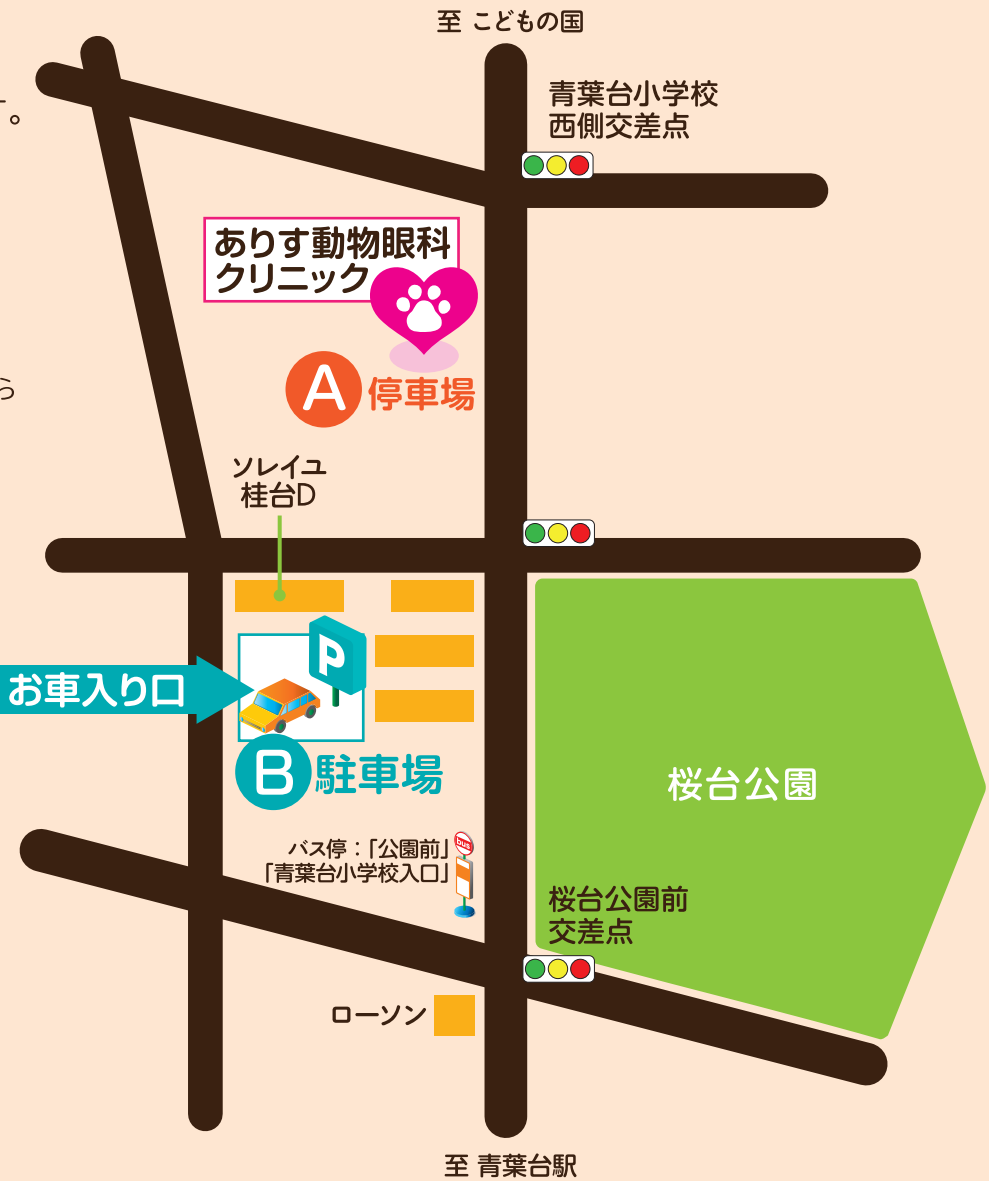 至 こどもの国
青葉台小学校
西側交差点
す。
ありす動物眼科
クリニック
A 停車場
ら
ソレイユ
桂台D
P
お車入り口
B 駐車場
桜台公園
バス停:「公園前」
「青葉台小学校入口」
bus
桜台公園前
交差点
ローソン
至 青葉台駅